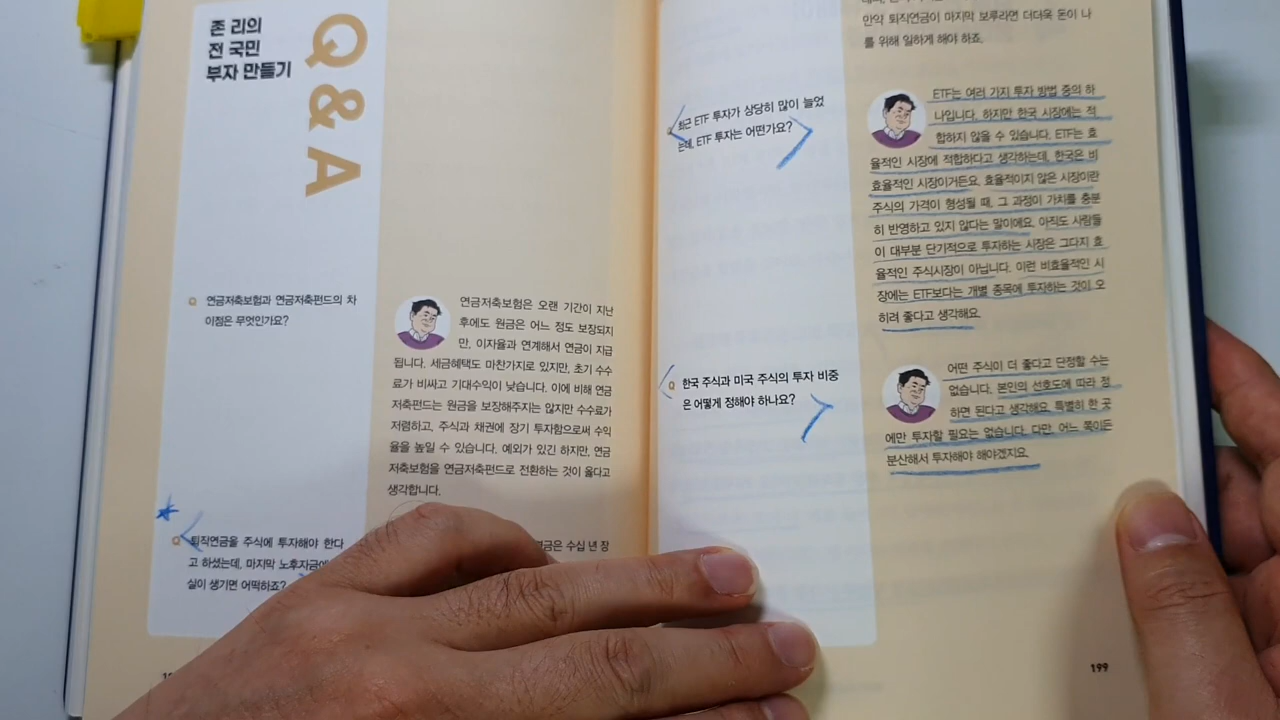 존 리의
전 국민
부자 만들기
Q & A
Q 연금저축보험과 연금저축펀드의 차
이점은 무엇인가요?
연금저축보험은 오랜 기간이 지난
후에도 원금은 어느 정도 보장되지
만, 이자율과 연계해서 연금이 지급
됩니다. 세금혜택도 마찬가지로 있지만, 초기 수수
료가 비싸고 기대수익이 낮습니다. 이에 비해 연금
저축펀드는 원금을 보장해주지는 않지만 수수료가
저렴하고, 주식과 채권에 장기 투자함으로써 수익
율을 높일 수 있습니다. 예외가 있긴 하지만, 연금
저축보험을 연금저축펀드로 전환하는 것이 옳다고
생각합니다.
Q 퇴직연금을 주식에 투자해야 한다
고 하셨는데, 마지막 노후자금에
실이 생기면 어떡하죠?
수십 년 장
만약 퇴직연금이 마지막 보루라면 더더욱 돈이 나
를 위해 일하게 해야 하죠.
Q 최근 ETF 투자가 상당히 많이 늘었
는데, ETF 투자는 어떤가요?
ETF는 여러 가지 투자 방법 중의 하
나입니다. 하지만 한국 시장에는 적
합하지 않을 수 있습니다. ETF는 효
율적인 시장에 적합하다고 생각하는데, 한국은 비
효율적인 시장이거든요. 효율적이지 않은 시장이란
주식의 가격이 형성될 때, 그 과정이 가치를 충분
히 반영하고 있지 않다는 말이에요. 아직도 사람들
이 대부분 단기적으로 투자하는 시장은 그다지 효
율적인 주식시장이 아닙니다. 이런 비효율적인 시
장에는 ETF보다는 개별 종목에 투자하는 것이 오
히려 좋다고 생각해요.
Q 한국 주식과 미국 주식의 투자 비중
은 어떻게 정해야 하나요?
어떤 주식이 더 좋다고 단정할 수는
없습니다. 본인의 선호도에 따라 정
하면 된다고 생각해요. 특별히 한 곳
에만 투자할 필요는 없습니다. 다만 어느 쪽이든
분산해서 투자해야 해야겠지요.
199